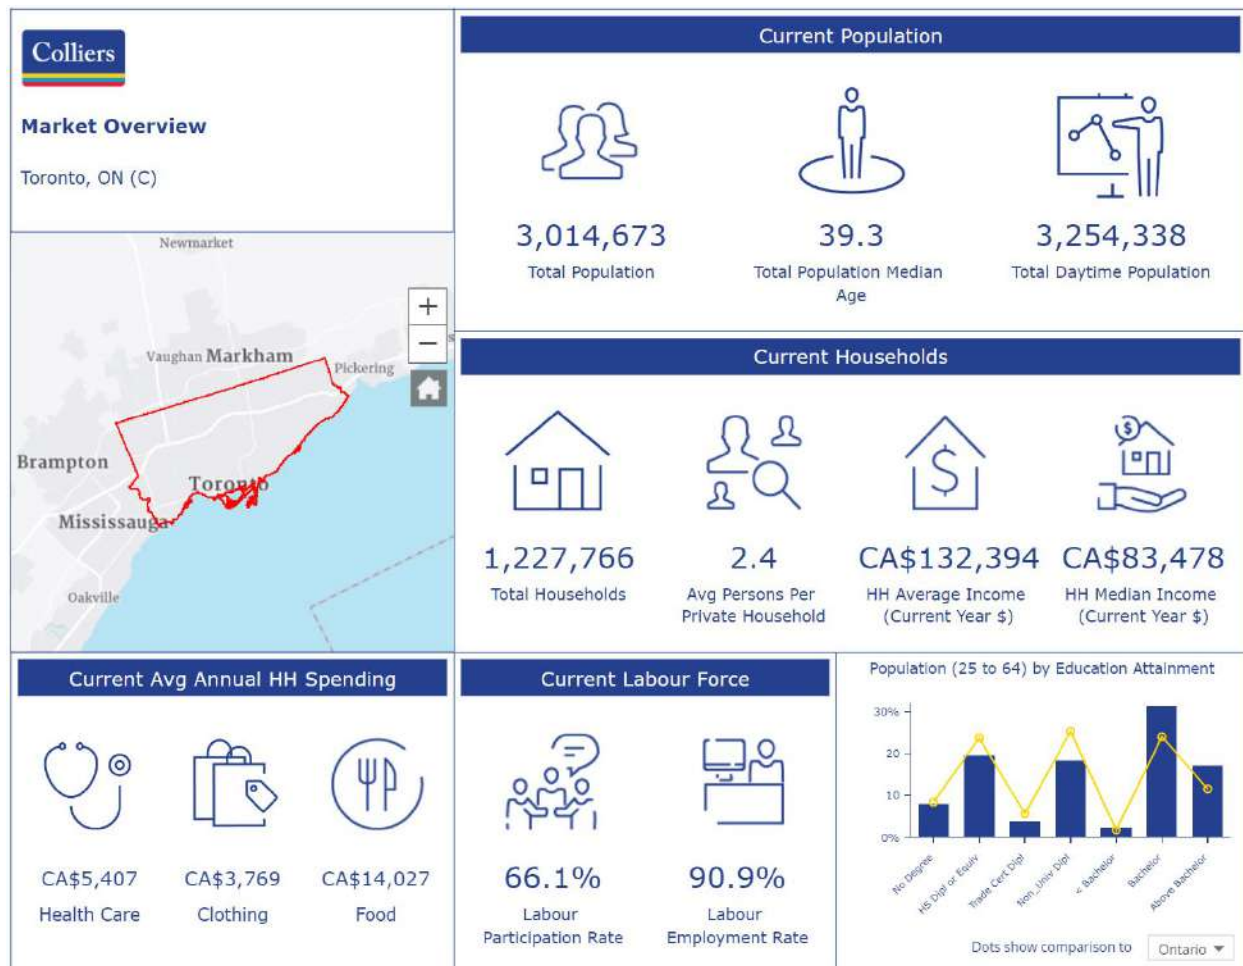 Colliers
Market Overview
Toronto, ON (C)
Current Population
3,014,673
Total Population
39.3
Total Population Median
Age
3,254,338
Total Daytime Population
Newmarket
Vaughan
Markham
Pickering
Brampton
Toronto
Mississauga
Oakville
+
−
s
Current Households
1,227,766
Total Households
2.4
Avg Persons Per
Private Household
$
CA$132,394
HH Average Income
(Current Year $)
$
CA$83,478
HH Median Income
(Current Year $)
Current Avg Annual HH Spending
CA$5,407
Health Care
CA$3,769
Clothing
CA$14,027
Food
Current Labour Force
66.1%
Labour
Participation Rate
90.9%
Labour
Employment Rate
Population (25 to 64) by Education Attainment
30%
20
10
0%
No Degree
HS Dipl or Equiv
Trade Cert Dipl
Non_Univ Dipl
< Bachelor
Bachelor
Above Bachelor
Dots show comparison to
Ontario